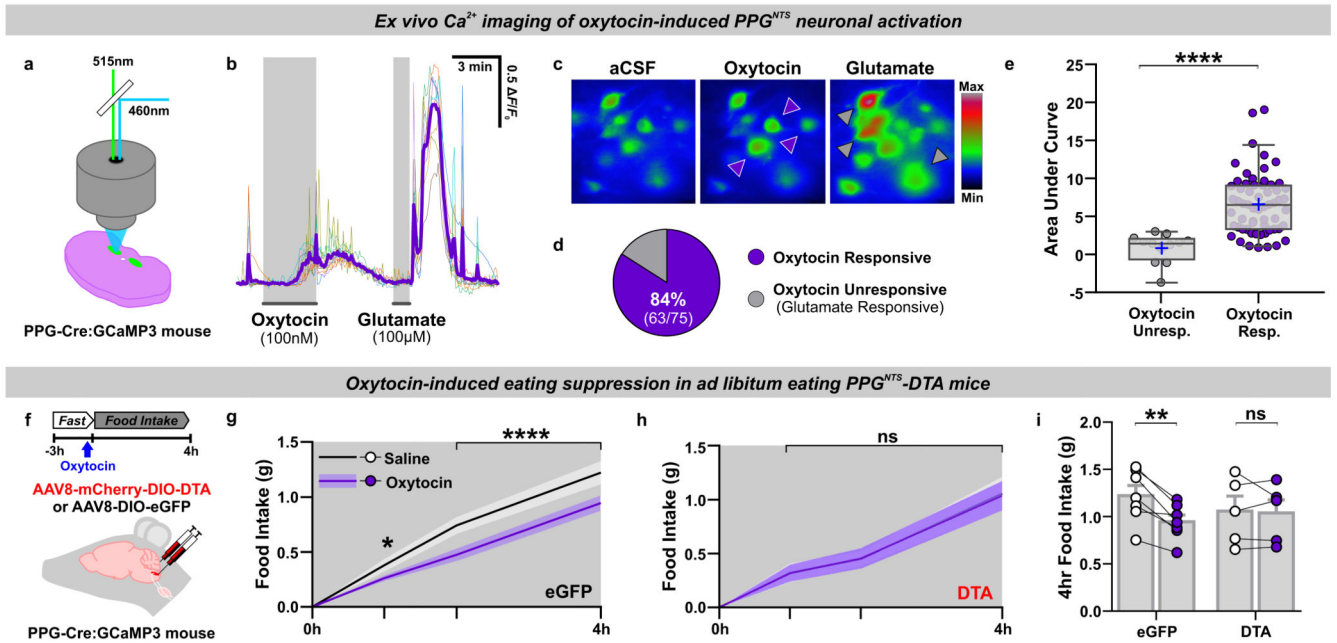 Ex vivo Ca²⁺ imaging of oxytocin-induced PPGᴺᵀˢ neuronal activation
a
515nm
460nm
PPG-Cre:GCaMP3 mouse
b
3 min
0.5 ΔF/F₀
Oxytocin
(100nM)
Glutamate
(100µM)
c
aCSF
Oxytocin
Glutamate
Max
Min
d
84%
(63/75)
Oxytocin Responsive
Oxytocin Unresponsive
(Glutamate Responsive)
e
****
Area Under Curve
25
20
15
10
5
0
-5
Oxytocin
Unresp.
Oxytocin
Resp.
Oxytocin-induced eating suppression in ad libitum eating PPGᴺᵀˢ-DTA mice
f
Fast
Food Intake
-3h
4h
Oxytocin
AAV8-mCherry-DIO-DTA
or AAV8-DIO-eGFP
PPG-Cre:GCaMP3 mouse
g
****
Food Intake (g)
1.5
1.0
0.5
0.0
Saline
Oxytocin
*
eGFP
0h
4h
h
ns
Food Intake (g)
1.5
1.0
0.5
0.0
DTA
0h
4h
i
**
ns
4hr Food Intake (g)
2.0
1.5
1.0
0.5
0.0
eGFP
DTA